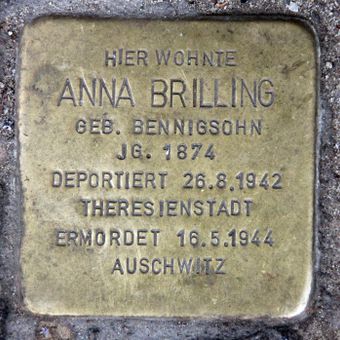 HIER WOHNTE
ANNA BRILLING
GEB. BENNIGSOHN
JG. 1874
DEPORTIERT 26.8.1942
THERESIENSTADT
ERMORDET 16.5.1944
AUSCHWITZ